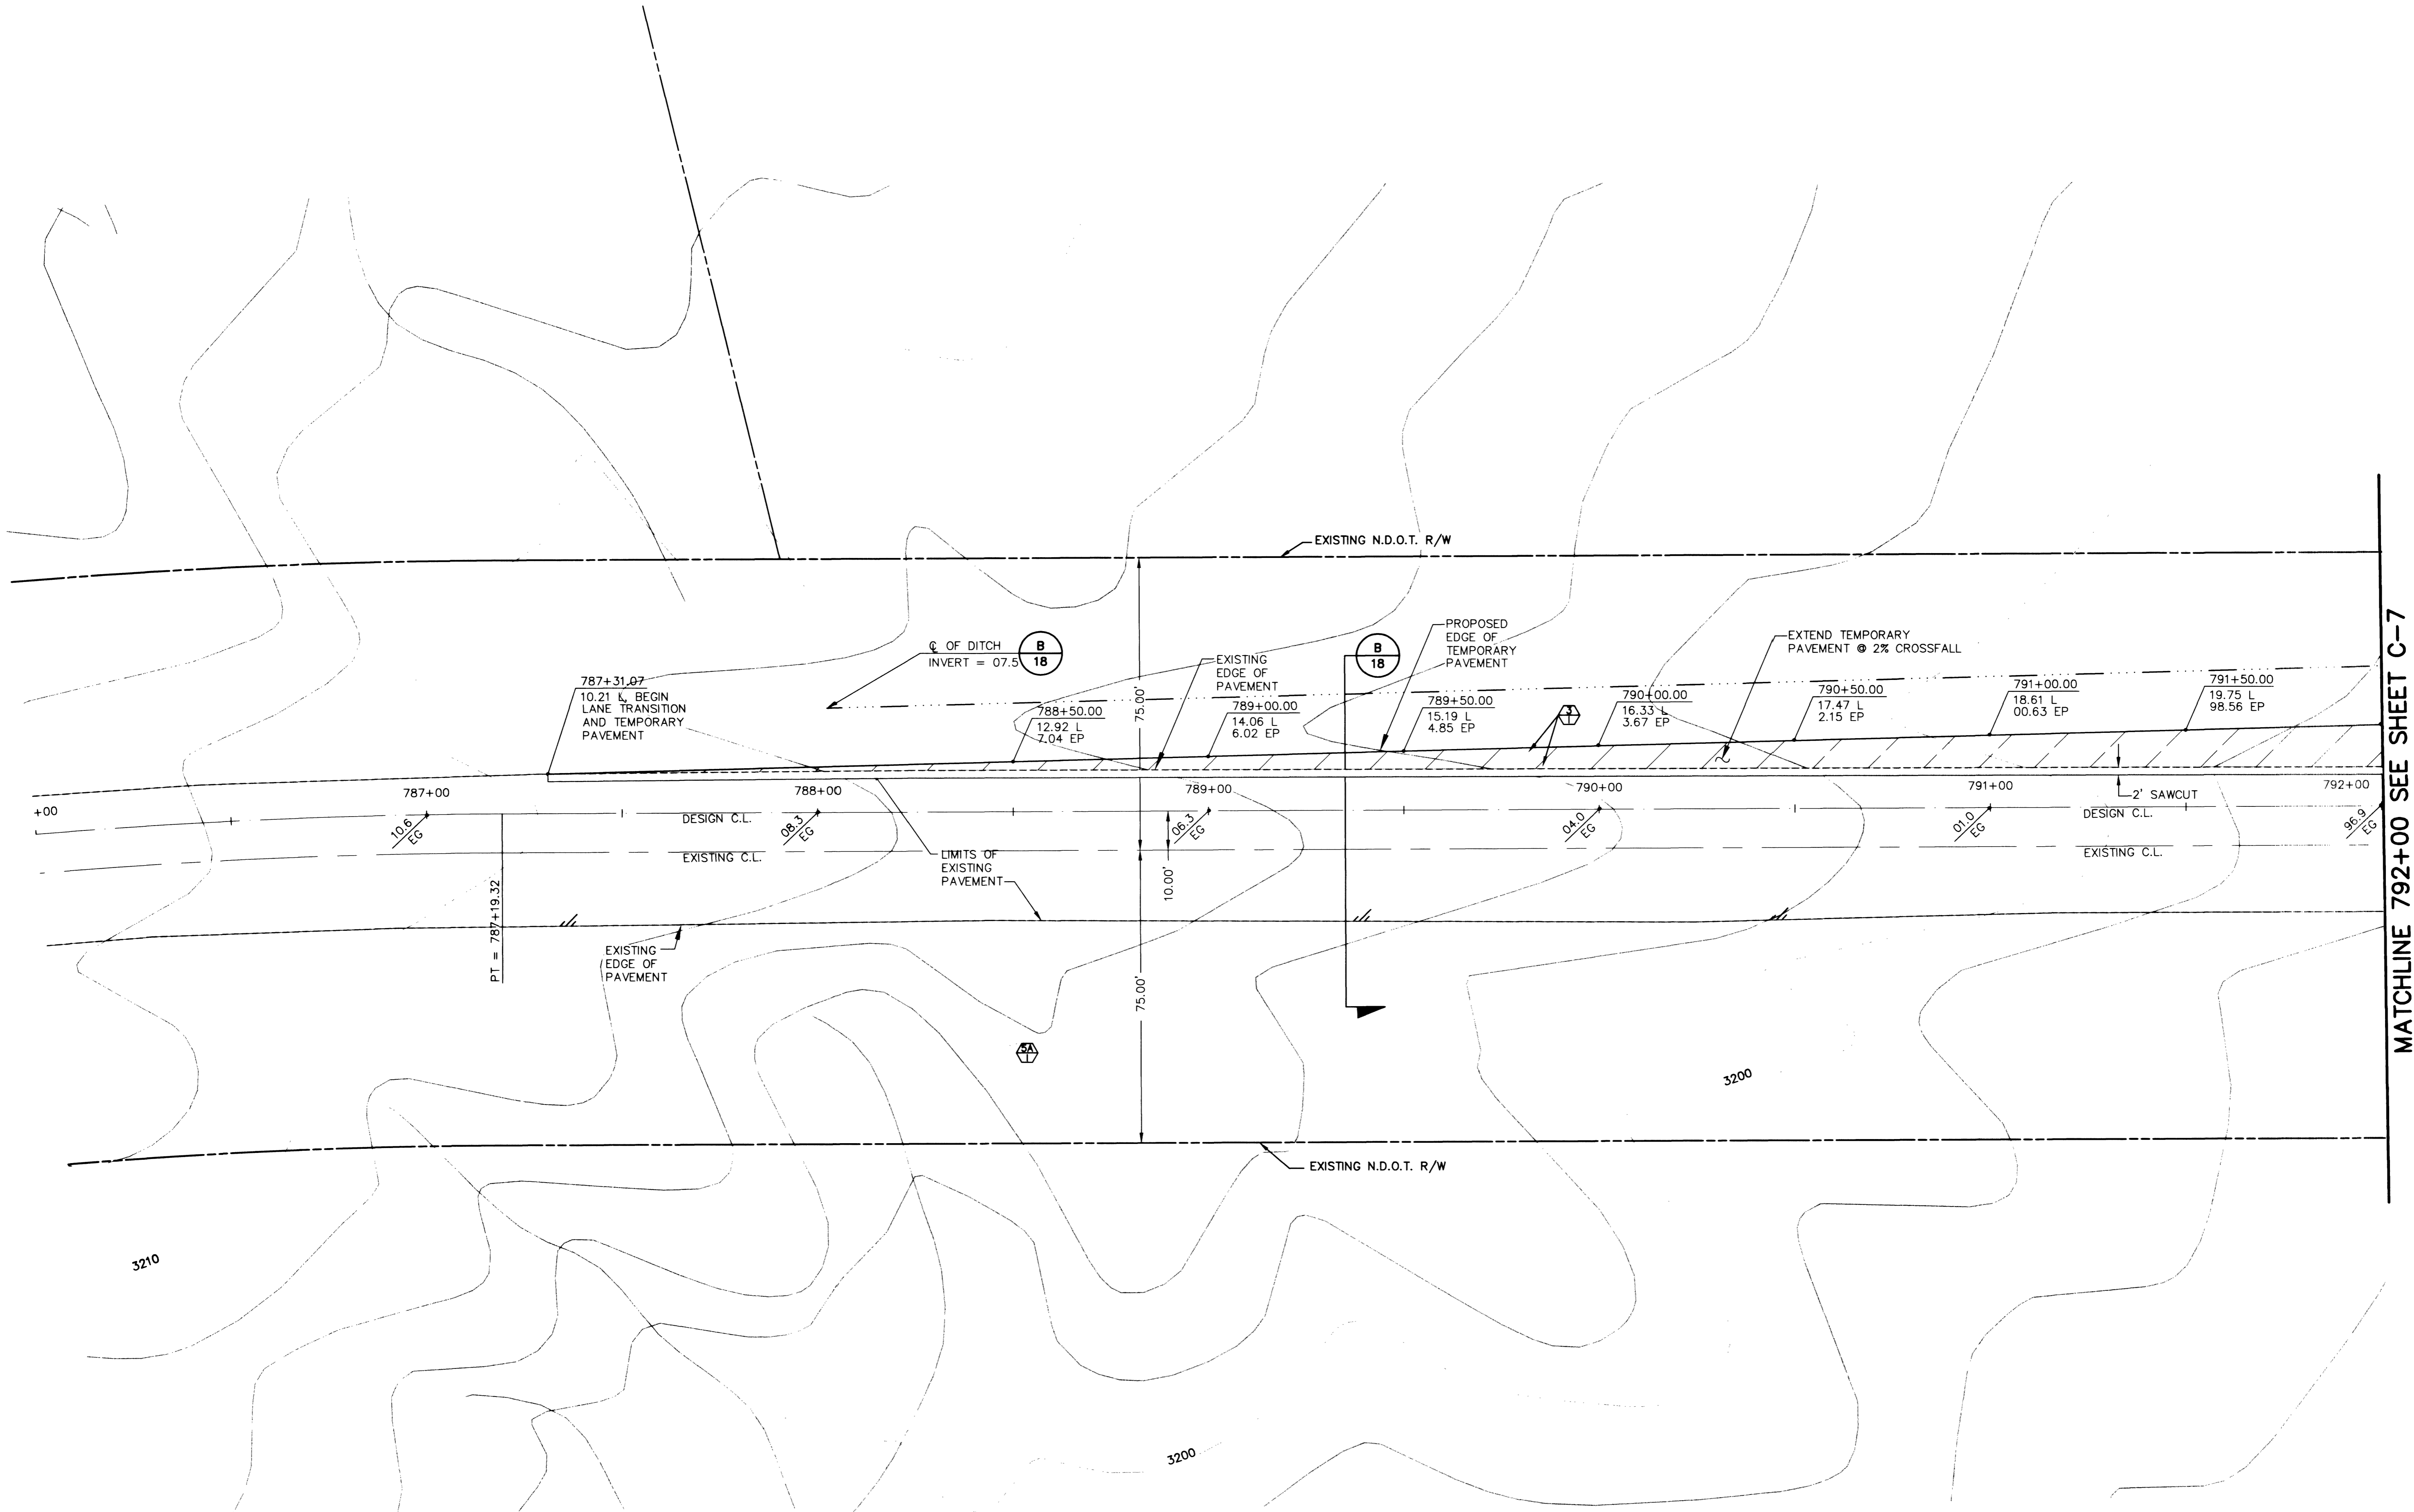 EXISTING N.D.O.T. R/W
℄ OF DITCH
INVERT = 07.5
B
18
B
18
PROPOSED
EDGE OF
TEMPORARY
PAVEMENT
EXTEND TEMPORARY
PAVEMENT @ 2% CROSSFALL
EXISTING
EDGE OF
PAVEMENT
75.00'
787+31.07
10.21 L, BEGIN
LANE TRANSITION
AND TEMPORARY
PAVEMENT
788+50.00
12.92 L
7.04 EP
789+00.00
14.06 L
6.02 EP
789+50.00
15.19 L
4.85 EP
3
1
790+00.00
16.33 L
3.67 EP
790+50.00
17.47 L
2.15 EP
791+00.00
18.61 L
00.63 EP
791+50.00
19.75 L
98.56 EP
+00
787+00
788+00
789+00
790+00
791+00
792+00
2' SAWCUT
10.6
EG
DESIGN C.L.
08.3
EG
06.3
EG
04.0
EG
01.0
EG
DESIGN C.L.
96.9
EG
EXISTING C.L.
EXISTING C.L.
LIMITS OF
EXISTING
PAVEMENT
10.00'
PT = 787+19.32
EXISTING
EDGE OF
PAVEMENT
75.00'
5A
1
3200
EXISTING N.D.O.T. R/W
3210
3200
MATCHLINE 792+00 SEE SHEET C-7